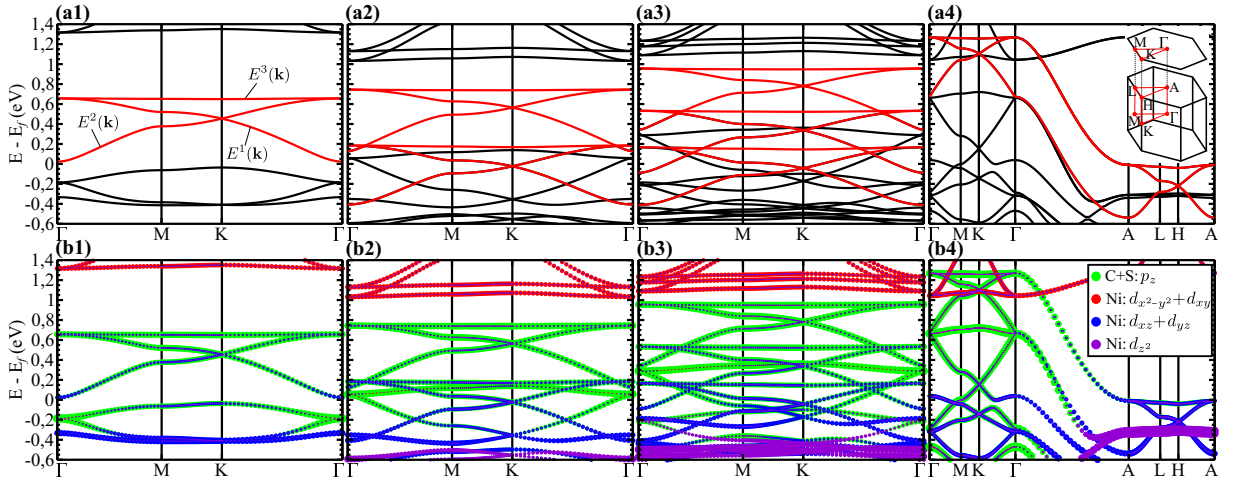 (a1) (a2) (a3) (a4)
E - E_f (eV)
1,4
1,2
1
0,8
0,6
0,4
0,2
0
-0,2
-0,4
-0,6
E³(k)
E²(k)
E¹(k)
M Γ
K
L A
H
M Γ
K
Γ M K Γ M K Γ M K Γ M K Γ A L H A
(b1) (b2) (b3) (b4)
E - E_f (eV)
1,4
1,2
1
0,8
0,6
0,4
0,2
0
-0,2
-0,4
-0,6
C+S: p_z
Ni: d_{x²-y²}+d_{xy}
Ni: d_{xz}+d_{yz}
Ni: d_{z²}
Γ M K Γ M K Γ M K Γ M K Γ A L H A